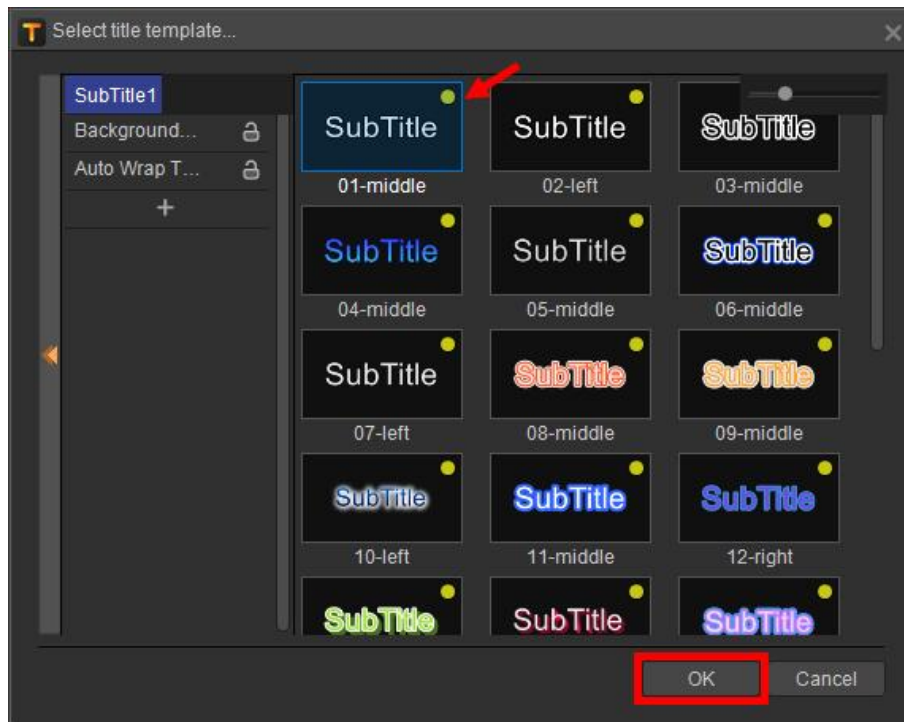 Select title template...
SubTitle1
Background...
Auto Wrap T...
SubTitle
01-middle
SubTitle
02-left
SubTitle
03-middle
SubTitle
04-middle
SubTitle
05-middle
SubTitle
06-middle
SubTitle
07-left
SubTitle
08-middle
SubTitle
09-middle
SubTitle
10-left
SubTitle
11-middle
SubTitle
12-right
SubTitle
SubTitle
SubTitle
OK
Cancel